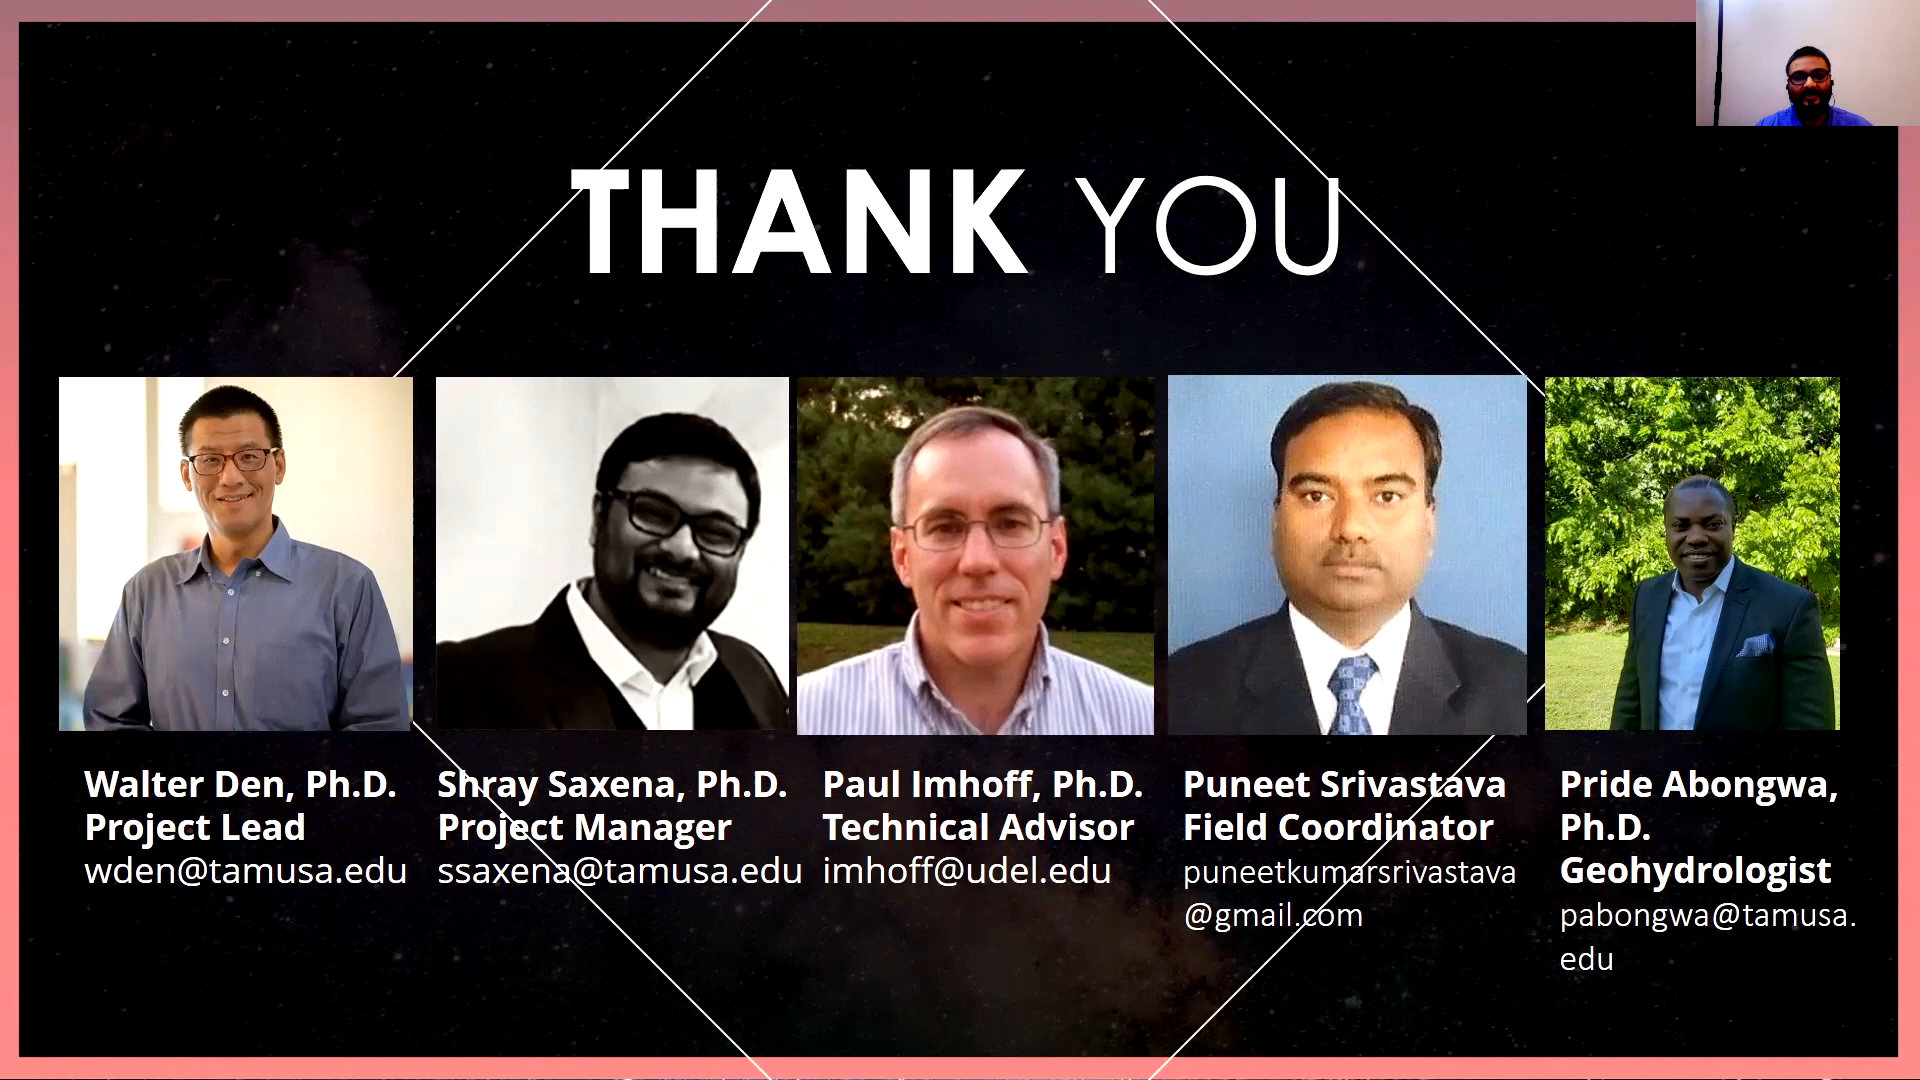 THANK YOU
Walter Den, Ph.D.
Project Lead
wden@tamusa.edu
Shray Saxena, Ph.D.
Project Manager
ssaxena@tamusa.edu
Paul Imhoff, Ph.D.
Technical Advisor
imhoff@udel.edu
Puneet Srivastava
Field Coordinator
puneetkumarsrivastava
@gmail.com
Pride Abongwa,
Ph.D.
Geohydrologist
pabongwa@tamusa.
edu